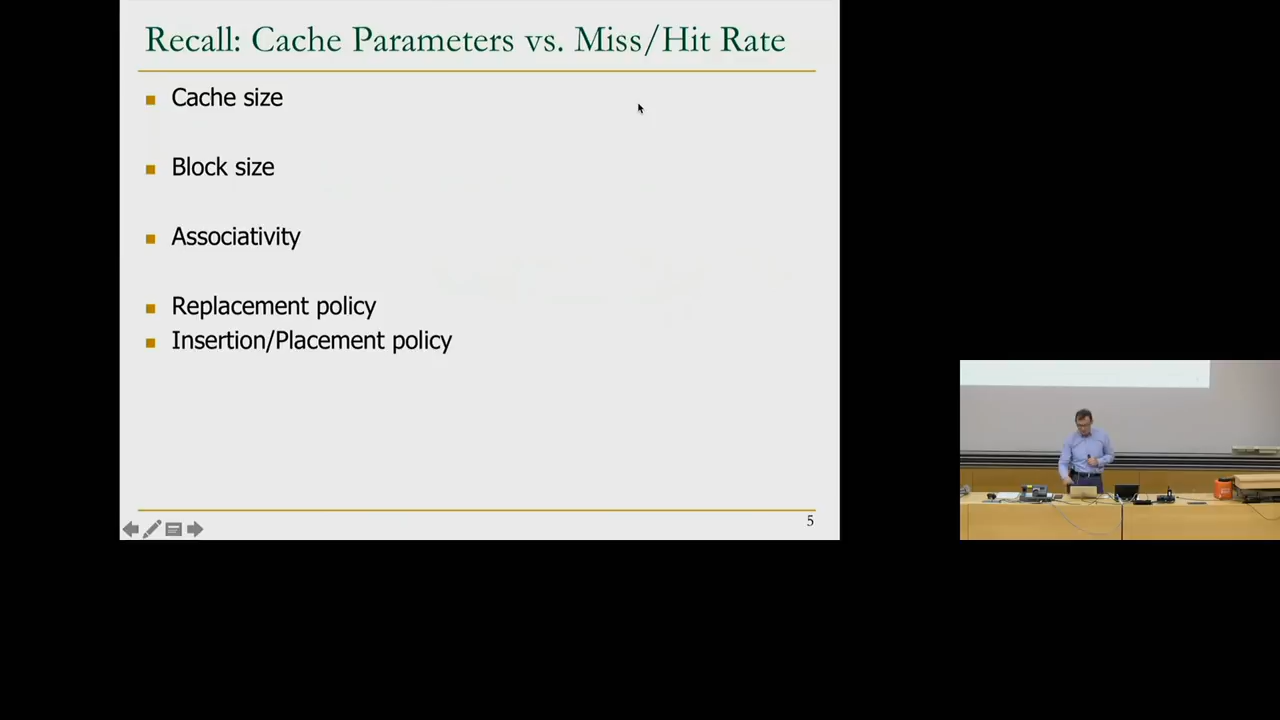 Recall: Cache Parameters vs. Miss/Hit Rate
Cache size
Block size
Associativity
Replacement policy
Insertion/Placement policy
5